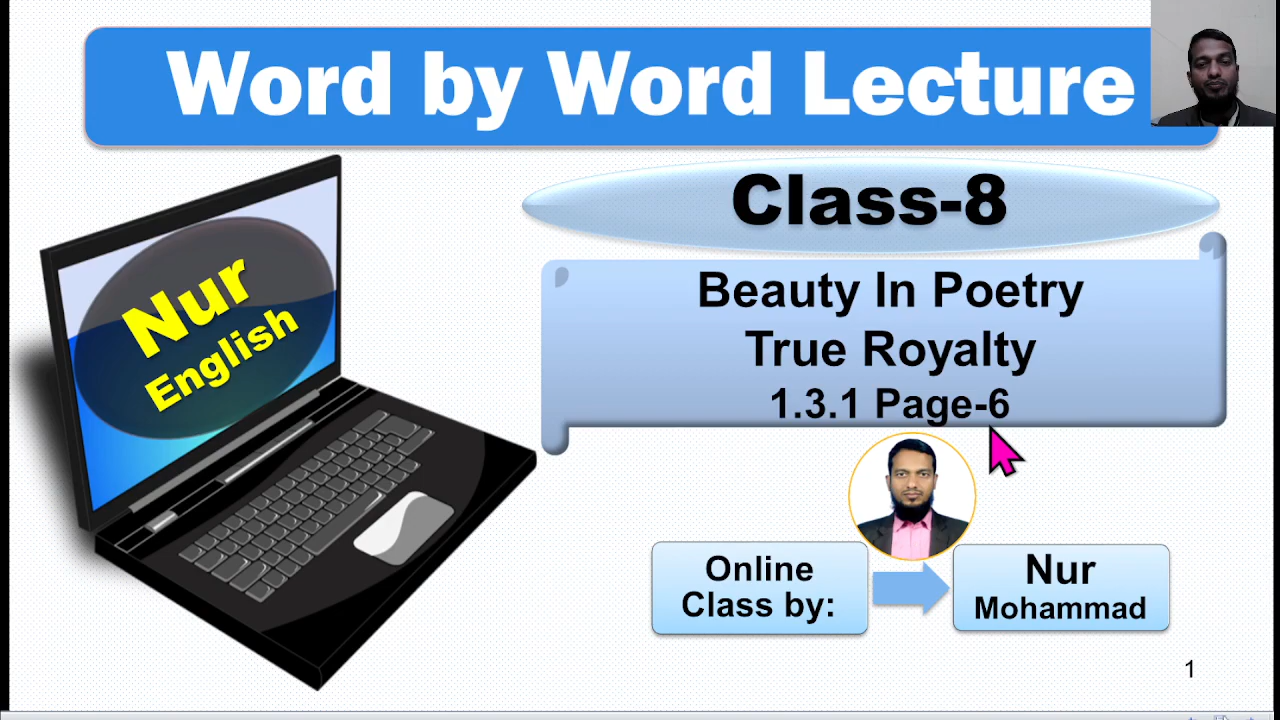 Word by Word Lecture
Class-8
Nur
English
Beauty In Poetry
True Royalty
1.3.1 Page-6
Online
Class by:
Nur
Mohammad
1